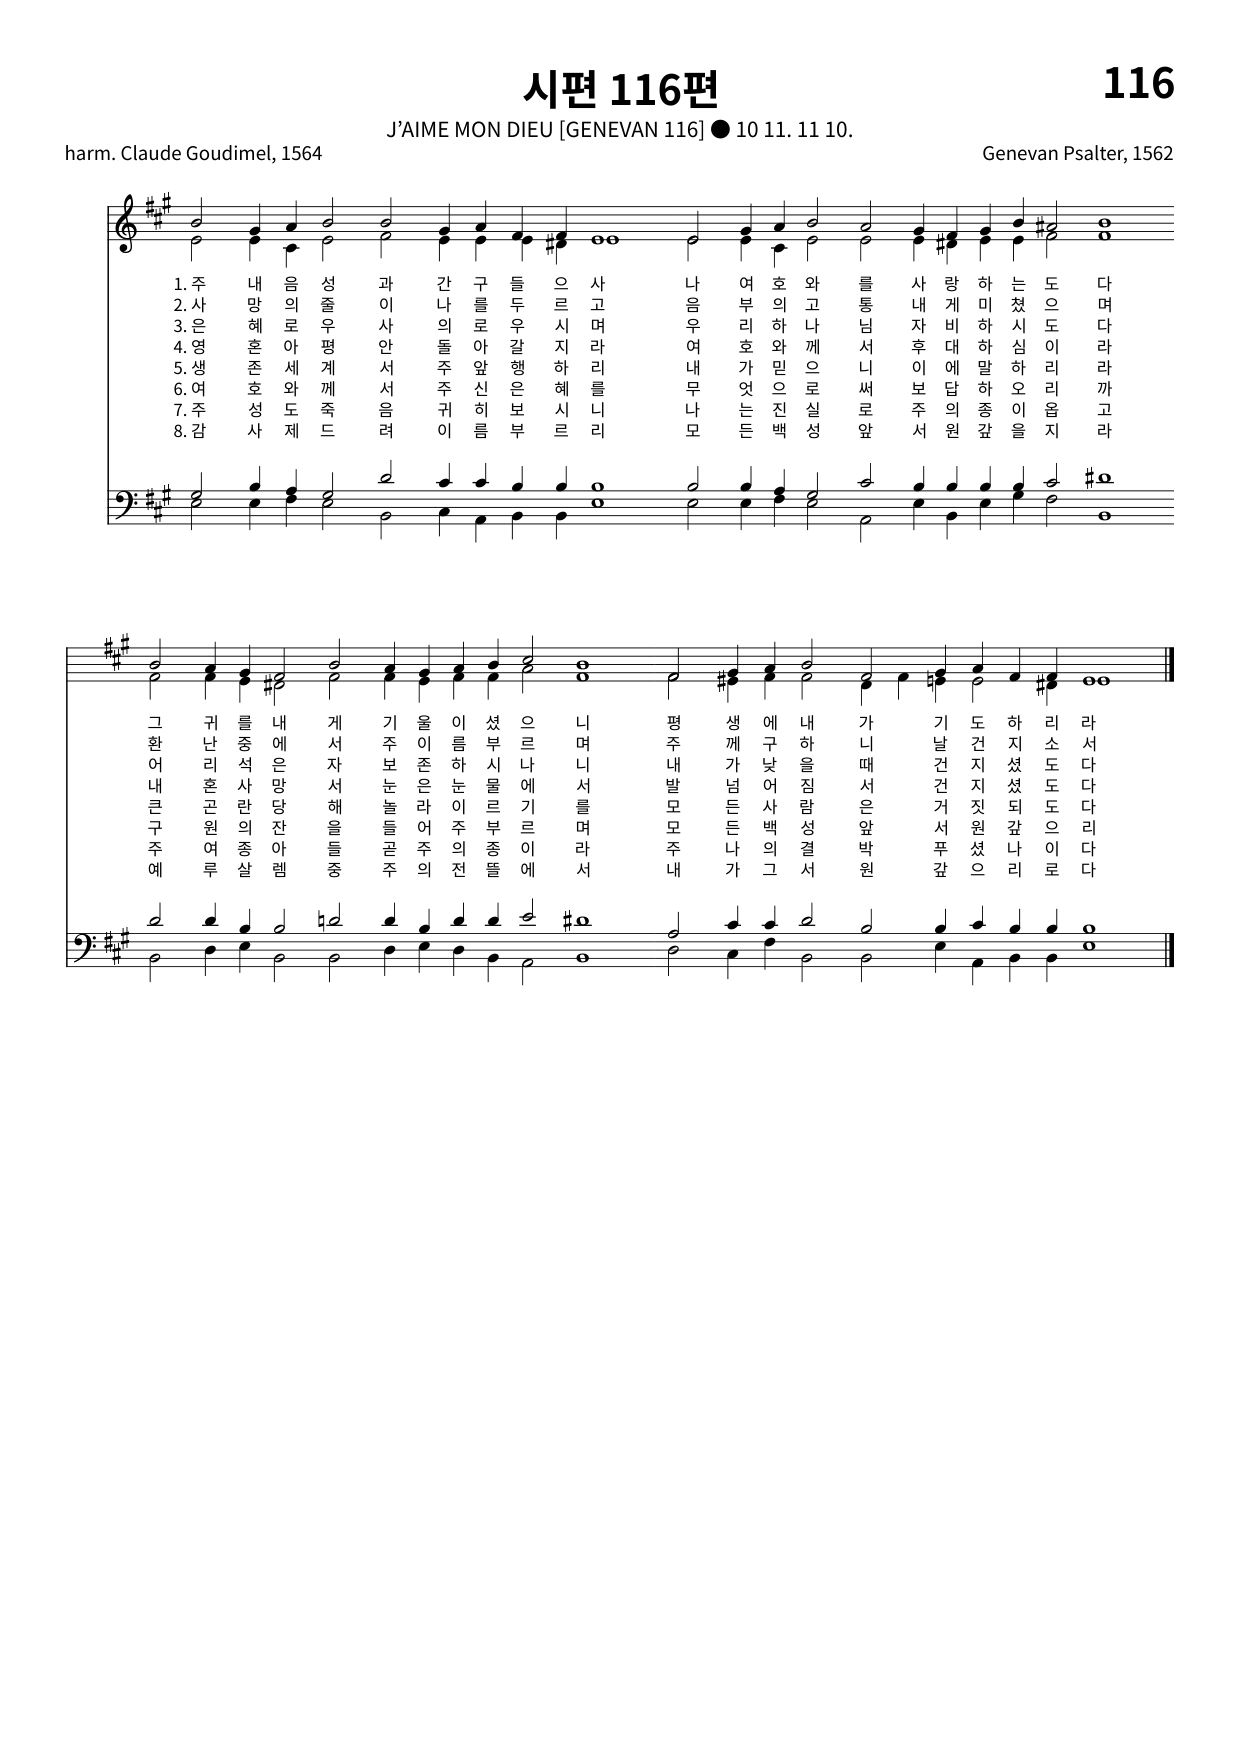 시편 116편
116
J’AIME MON DIEU [GENEVAN 116] ● 10 11. 11 10.
harm. Claude Goudimel, 1564
Genevan Psalter, 1562
1. 주 내 음 성 과 간 구 들 으 사 나 여 호 와 를 사 랑 하 는 도 다
2. 사 망 의 줄 이 나 를 두 르 고 음 부 의 고 통 내 게 미 쳤 으 며
3. 은 혜 로 우 사 의 로 우 시 며 우 리 하 나 님 자 비 하 시 도 다
4. 영 혼 아 평 안 돌 아 갈 지 라 여 호 와 께 서 후 대 하 심 이 라
5. 생 존 세 계 서 주 앞 행 하 리 내 가 믿 으 니 이 에 말 하 리 라
6. 여 호 와 께 서 주 신 은 혜 를 무 엇 으 로 써 보 답 하 오 리 까
7. 주 성 도 죽 음 귀 히 보 시 니 나 는 진 실 로 주 의 종 이 옵 고
8. 감 사 제 드 려 이 름 부 르 리 모 든 백 성 앞 서 원 갚 을 지 라
그 귀 를 내 게 기 울 이 셨 으 니 평 생 에 내 가 기 도 하 리 라
환 난 중 에 서 주 이 름 부 르 며 주 께 구 하 니 날 건 지 소 서
어 리 석 은 자 보 존 하 시 나 니 내 가 낮 을 때 건 지 셨 도 다
내 혼 사 망 서 눈 은 눈 물 에 서 발 넘 어 짐 서 건 지 셨 도 다
큰 곤 란 당 해 놀 라 이 르 기 를 모 든 사 람 은 거 짓 되 도 다
구 원 의 잔 을 들 어 주 부 르 며 모 든 백 성 앞 서 원 갚 으 리
주 여 종 아 들 곧 주 의 종 이 라 주 나 의 결 박 푸 셨 나 이 다
예 루 살 렘 중 주 의 전 뜰 에 서 내 가 그 서 원 갚 으 리 로 다